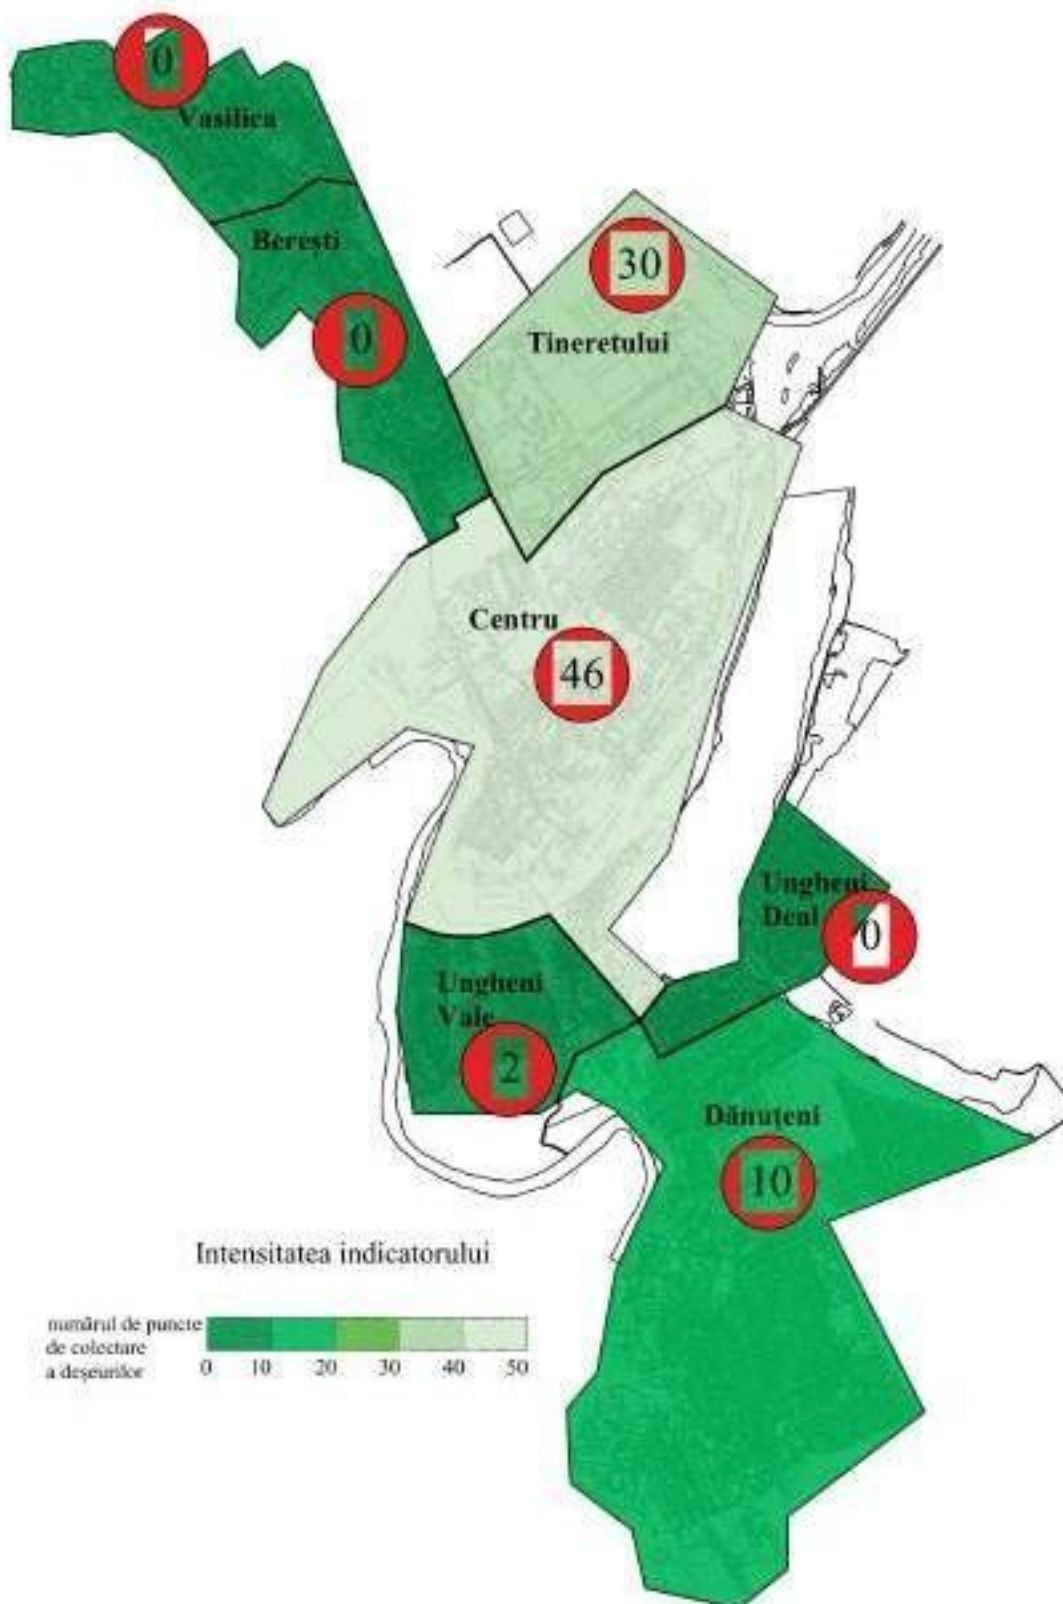 0
Vasilica
Berești
0
30
Tineretului
Centru
46
Ungheni
Deal
0
Ungheni
Vale
2
Dănuțeni
10
Intensitatea indicatorului
numărul de puncte
de colectare
a deșeurilor
0 10 20 30 40 50